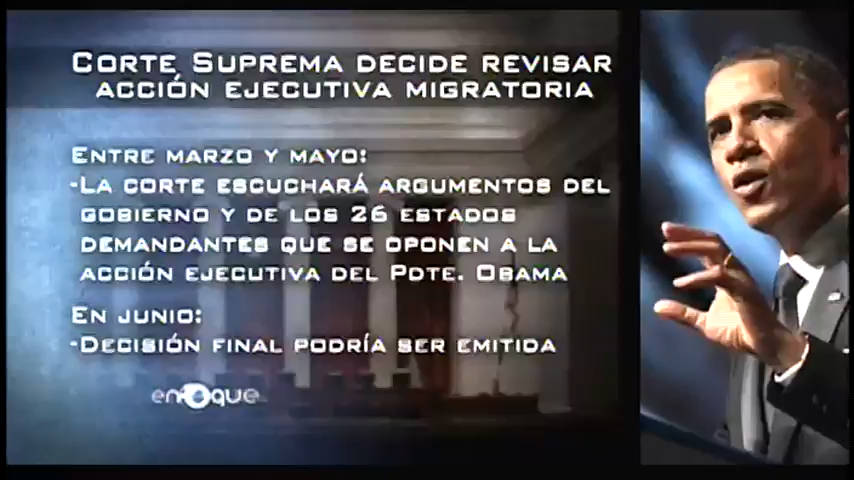 CORTE SUPREMA DECIDE REVISAR
ACCIÓN EJECUTIVA MIGRATORIA
ENTRE MARZO Y MAYO:
-LA CORTE ESCUCHARÁ ARGUMENTOS DEL
GOBIERNO Y DE LOS 26 ESTADOS
DEMANDANTES QUE SE OPONEN A LA
ACCIÓN EJECUTIVA DEL PDTE. OBAMA
EN JUNIO:
-DECISIÓN FINAL PODRÍA SER EMITIDA
enfoque